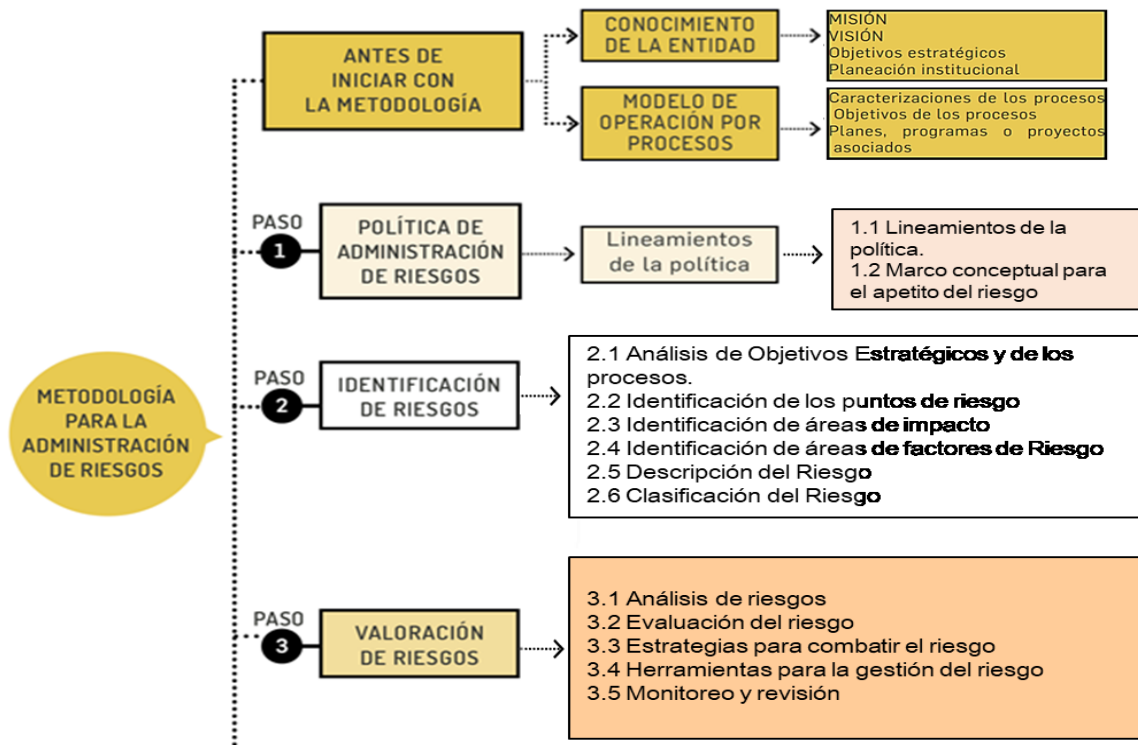 ANTES DE
INICIAR CON
LA METODOLOGÍA
CONOCIMIENTO
DE LA ENTIDAD
MISIÓN
VISIÓN
Objetivos estratégicos
Planeación institucional
MODELO DE
OPERACIÓN POR
PROCESOS
Caracterizaciones de los procesos
Objetivos de los procesos
Planes, programas o proyectos
asociados
PASO
1
POLÍTICA DE
ADMINISTRACIÓN
DE RIESGOS
Lineamientos
de la política
1.1 Lineamientos de la
política.
1.2 Marco conceptual para
el apetito del riesgo
METODOLOGÍA
PARA LA
ADMINISTRACIÓN
DE RIESGOS
PASO
2
IDENTIFICACIÓN
DE RIESGOS
2.1 Análisis de Objetivos Estratégicos y de los
procesos.
2.2 Identificación de los puntos de riesgo
2.3 Identificación de áreas de impacto
2.4 Identificación de áreas de factores de Riesgo
2.5 Descripción del Riesgo
2.6 Clasificación del Riesgo
PASO
3
VALORACIÓN
DE RIESGOS
3.1 Análisis de riesgos
3.2 Evaluación del riesgo
3.3 Estrategias para combatir el riesgo
3.4 Herramientas para la gestión del riesgo
3.5 Monitoreo y revisión